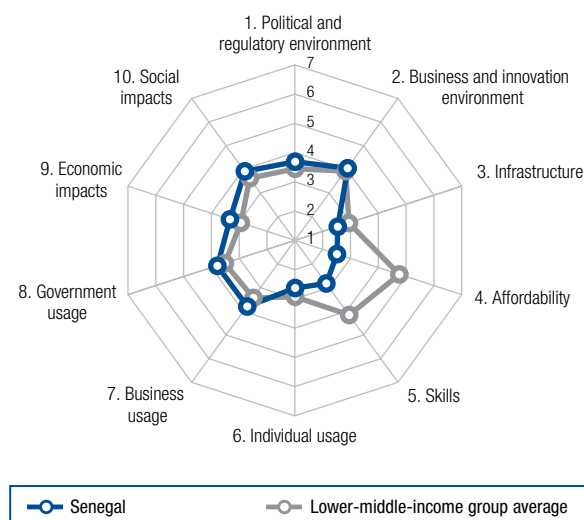 1. Political and
regulatory environment
7
6
5
4
3
2
1
2. Business and innovation
environment
3. Infrastructure
4. Affordability
5. Skills
6. Individual usage
7. Business
usage
8. Government
usage
9. Economic
impacts
10. Social
impacts
Senegal
Lower-middle-income group average